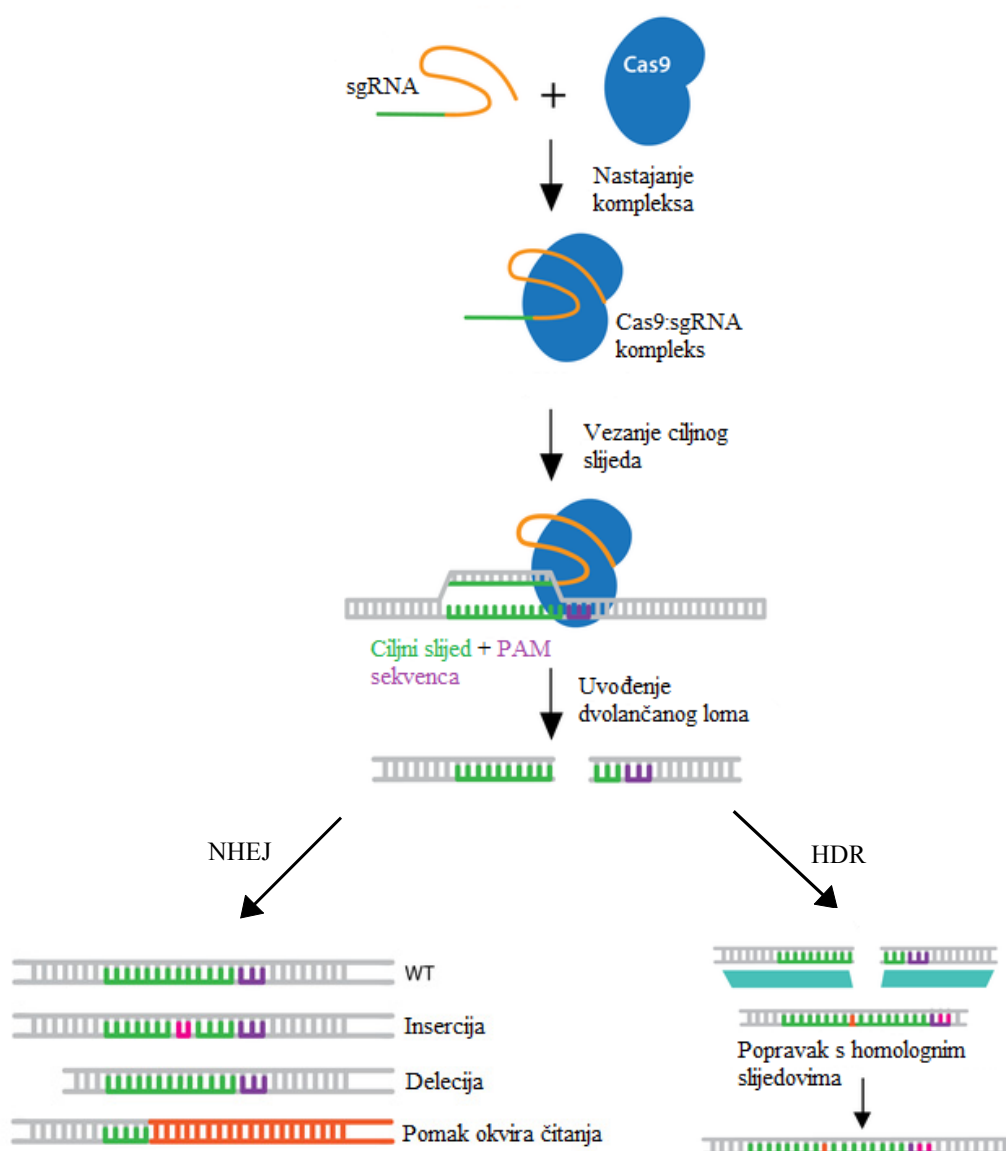 sgRNA
+
Cas9
Nastajanje
kompleksa
Cas9:sgRNA
kompleks
Vezanje ciljnog
slijeda
Ciljni slijed + PAM
sekvenca
Uvođenje
dvolančanog loma
NHEJ
HDR
WT
Insercija
Delecija
Pomak okvira čitanja
Popravak s homolognim
slijedovima